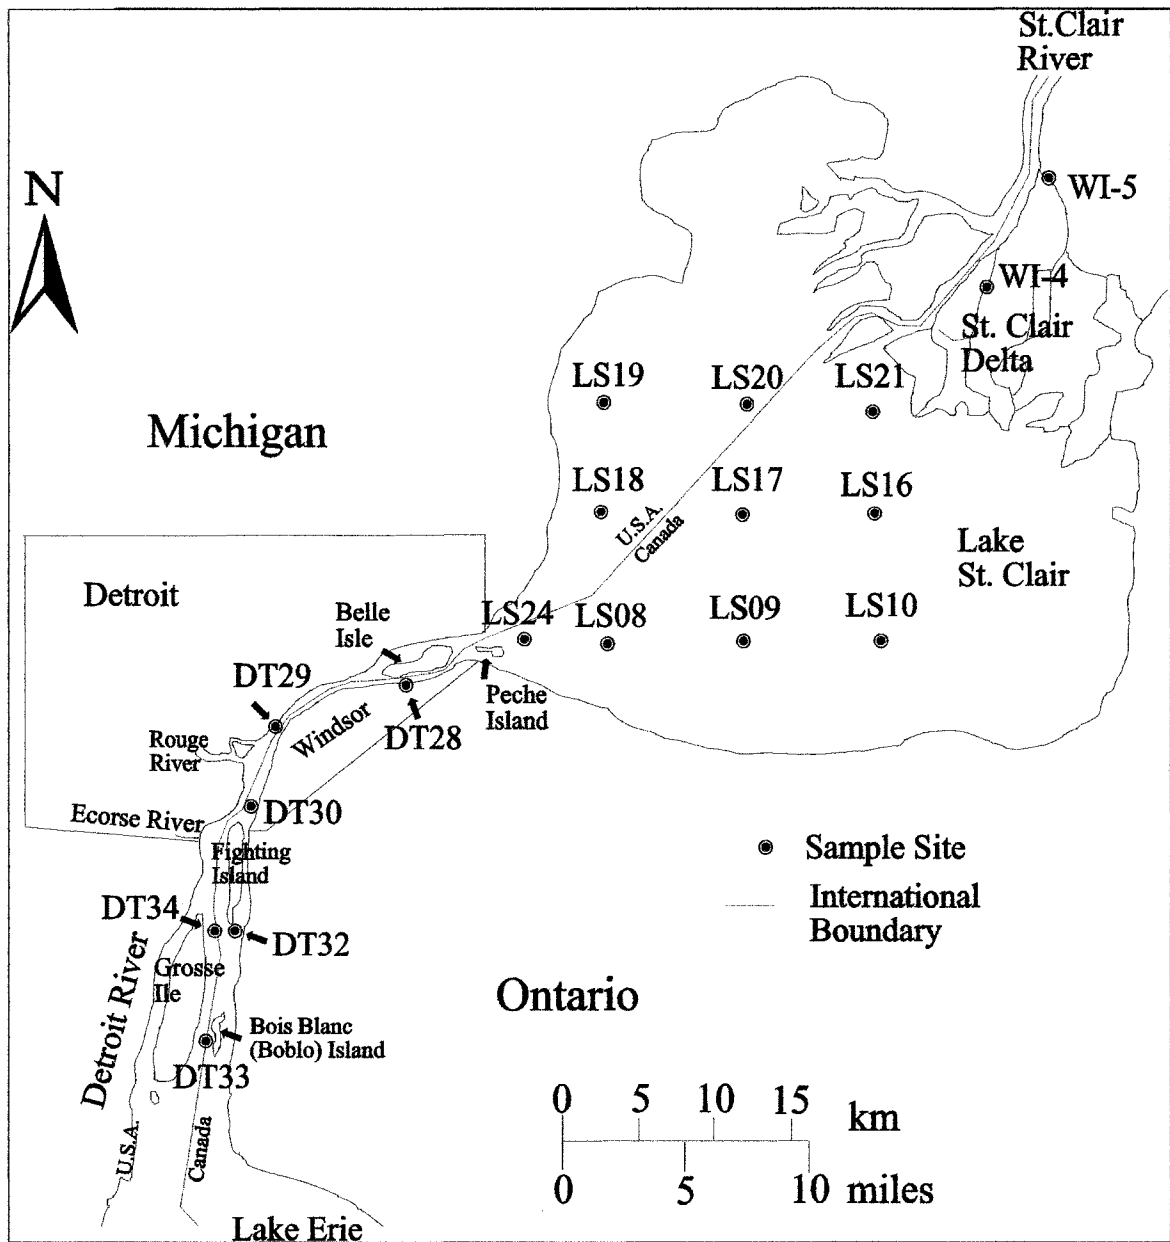 St.Clair
River
N
WI-5
WI-4
St. Clair
Delta
LS19
LS20
LS21
Michigan
LS18
LS17
LS16
U.S.A.
Canada
Lake
St. Clair
Detroit
Belle
Isle
LS24
LS08
LS09
LS10
DT29
Windsor
DT28
Peche
Island
Rouge
River
Ecorse River
DT30
Fighting
Island
Sample Site
International
Boundary
DT34
DT32
Grosse
Ile
Detroit River
Ontario
Bois Blanc
(Boblo) Island
DT33
U.S.A.
Canada
0 5 10 15 km
0 5 10 miles
Lake Erie